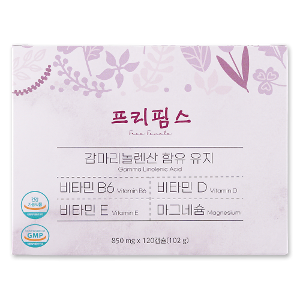 프리핌스
Free Female
감마리놀렌산 함유 유지
Gamma Linolenic Acid
비타민 B6 Vitamin B6 비타민 D Vitamin D
비타민 E Vitamin E 마그네슘 Magnesium
GMP
850 mg x 120캡슐(102 g)